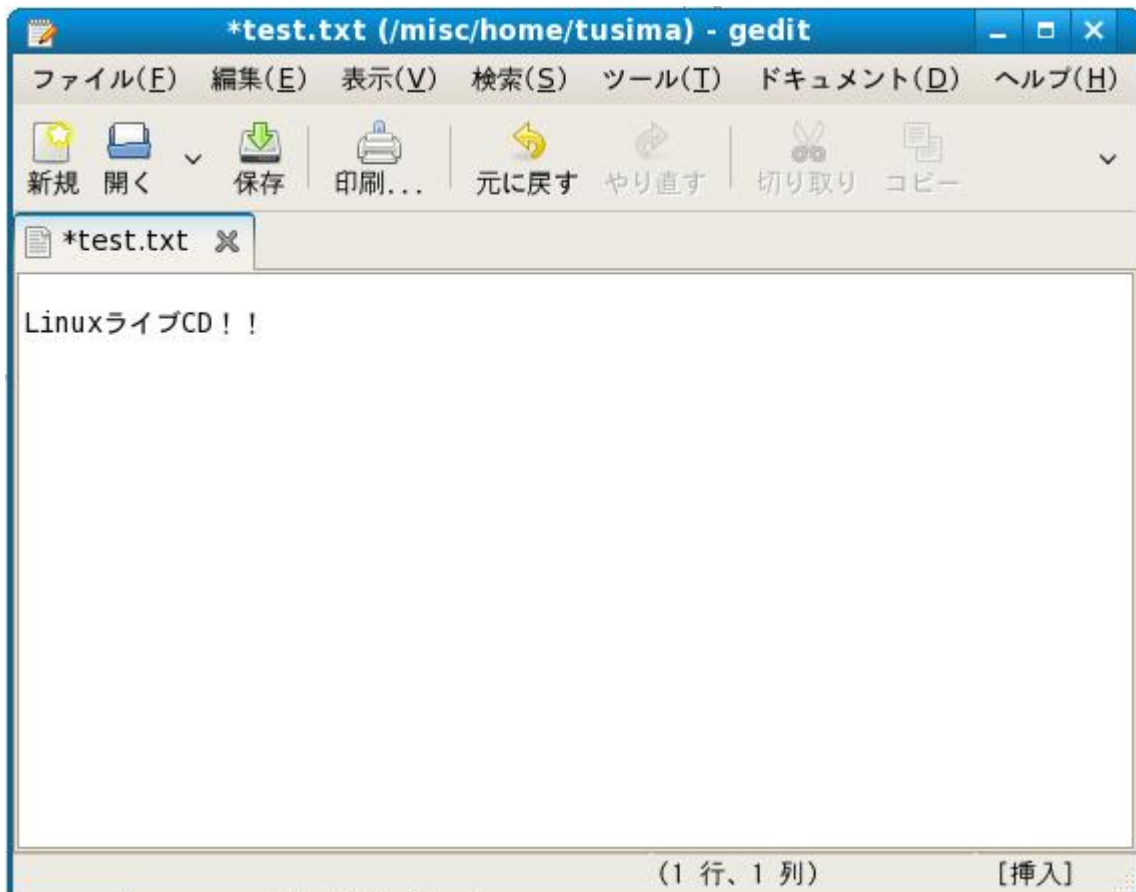 *test.txt (/misc/home/tusima) - gedit
ファイル(F) 編集(E) 表示(V) 検索(S) ツール(T) ドキュメント(D) ヘルプ(H)
新規 開く 保存 印刷... 元に戻す やり直す 切り取り コピー
*test.txt
LinuxライブCD！！
(1 行、1 列) [挿入]